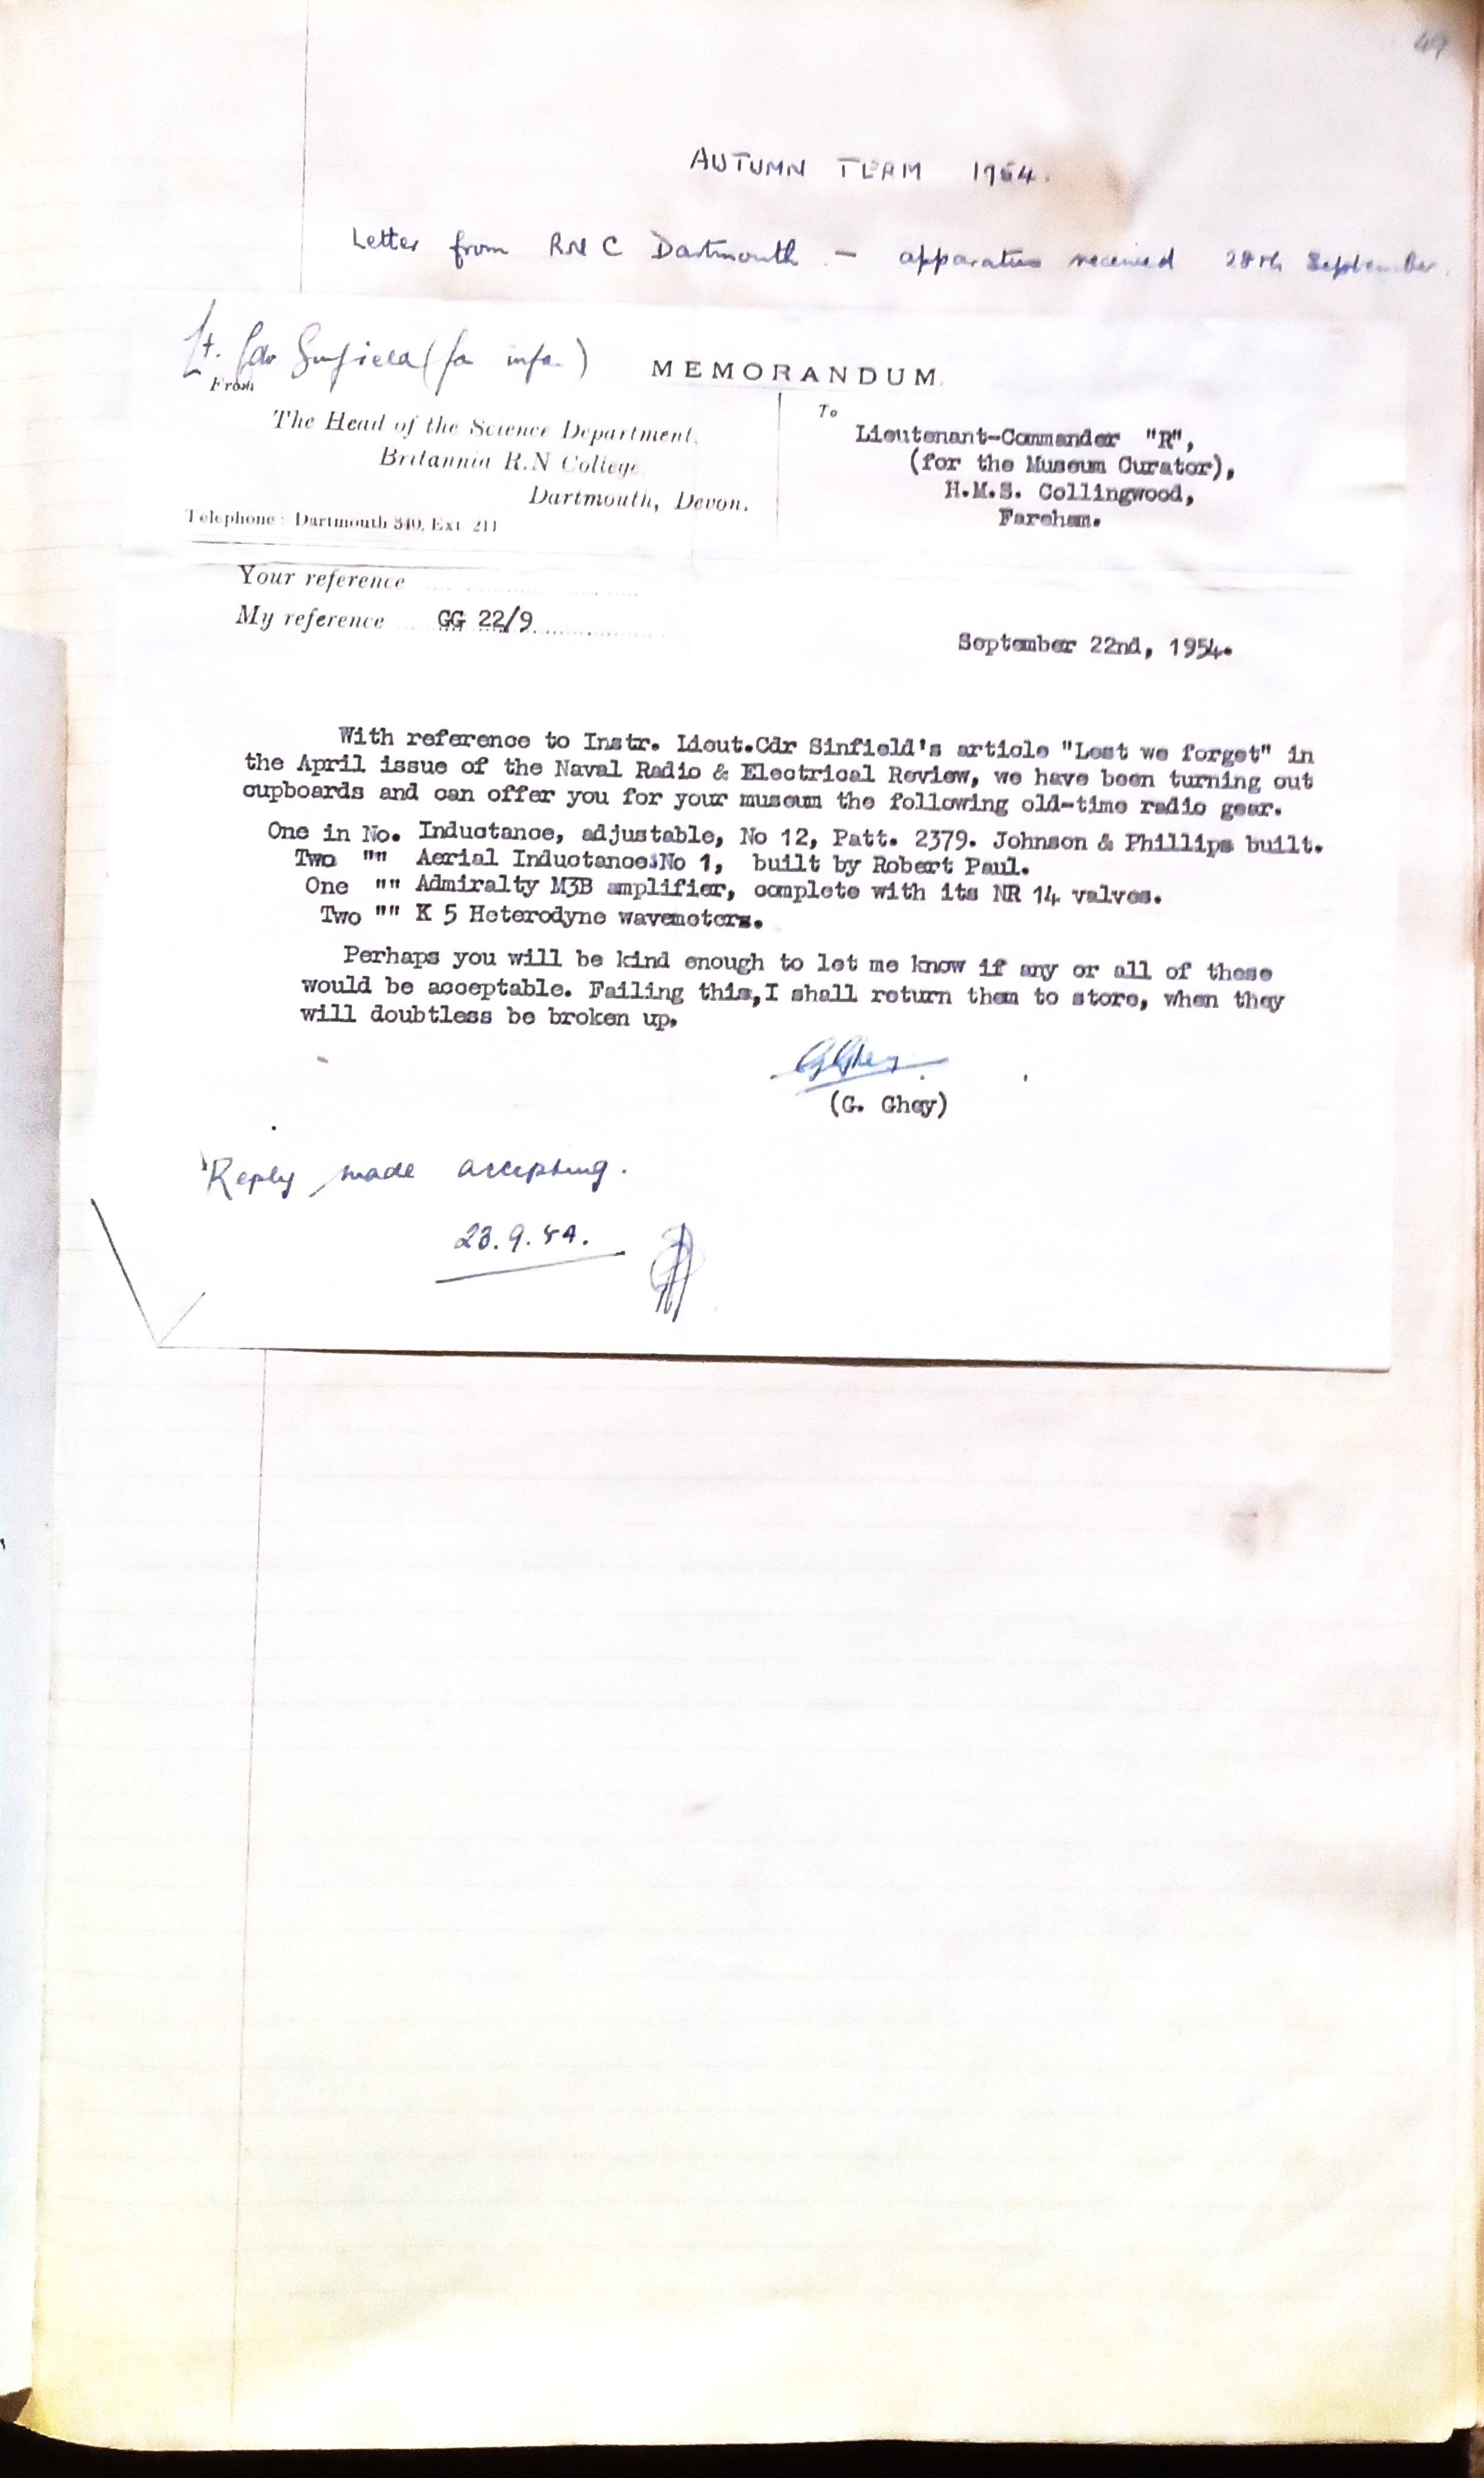 49
AUTUMN TERM 1954.
Letter from RNC Dartmouth - apparatus received 28th September.
Lt. Cdr Sinfield (for info.)
MEMORANDUM.
From
The Head of the Science Department,
Britannia R.N College
Dartmouth, Devon.
Telephone: Dartmouth 340, Ext. 211
To
Lieutenant-Commander "R",
(for the Museum Curator),
H.M.S. Collingwood,
Fareham.
Your reference
My reference GG 22/9
September 22nd, 1954.
With reference to Instr. Lieut.Cdr Sinfield's article "Lest we forget" in
the April issue of the Naval Radio & Electrical Review, we have been turning out
cupboards and can offer you for your museum the following old-time radio gear.
One in No. Inductance, adjustable, No 12, Patt. 2379. Johnson & Phillips built.
Two "" Aerial Inductances No 1, built by Robert Paul.
One "" Admiralty M3B amplifier, complete with its NR 14 valves.
Two "" K 5 Heterodyne wavemeters.
Perhaps you will be kind enough to let me know if any or all of these
would be acceptable. Failing this,I shall return them to store, when they
will doubtless be broken up.
GGhey
(G. Ghey)
Reply made accepting.
23.9.54.